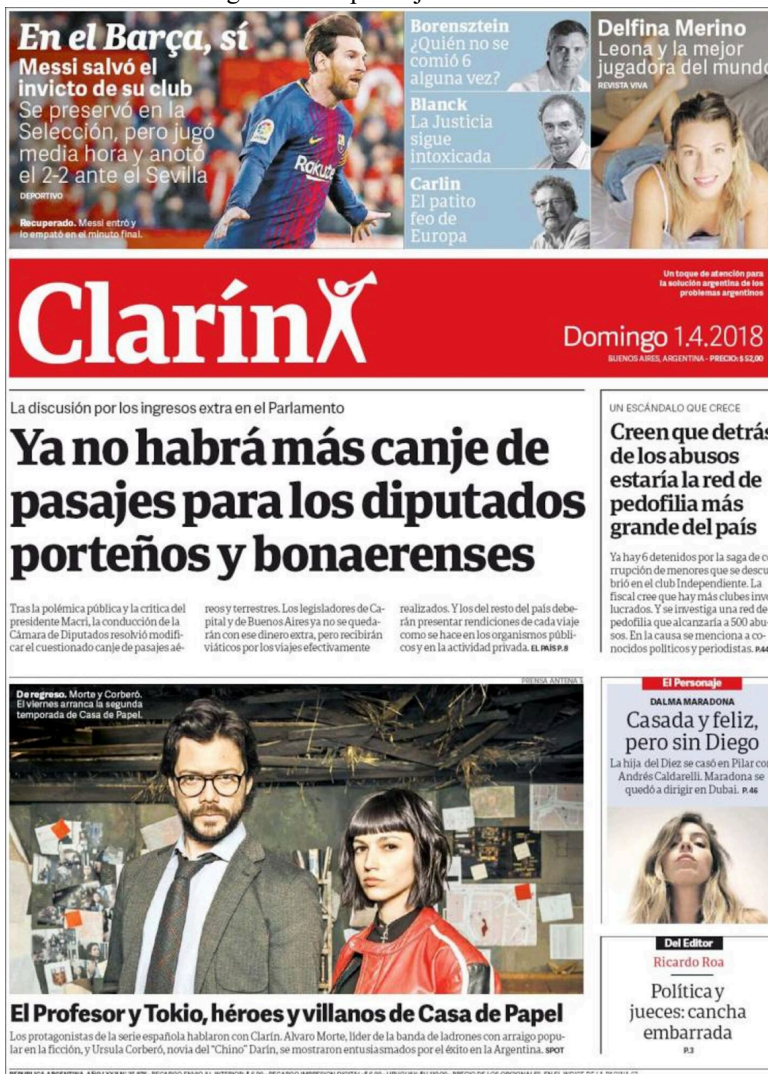 En el Barça, sí
Messi salvó el
invicto de su club
Se preservó en la
Selección, pero jugó
media hora y anotó
el 2-2 ante el Sevilla
DEPORTIVO
Recuperado. Messi entró y
lo empató en el minuto final.
Rakuten
Borensztein
¿Quién no se
comió 6
alguna vez?
Blanck
La Justicia
sigue
intoxicada
Carlin
El patito
feo de
Europa
Delfina Merino
Leona y la mejor
jugadora del mundo
REVISTA VIVA
Clarín
Un toque de atención para
la solución argentina de los
problemas argentinos
Domingo 1.4.2018
BUENOS AIRES, ARGENTINA - PRECIO: $ 52,00
La discusión por los ingresos extra en el Parlamento
Ya no habrá más canje de
pasajes para los diputados
porteños y bonaerenses
Tras la polémica pública y la crítica del
presidente Macri, la conducción de la
Cámara de Diputados resolvió modifi-
car el cuestionado canje de pasajes aé-
reos y terrestres. Los legisladores de Ca-
pital y de Buenos Aires ya no se queda-
rán con ese dinero extra, pero recibirán
viáticos por los viajes efectivamente
realizados. Y los del resto del país debe-
rán presentar rendiciones de cada viaje
como se hace en los organismos públi-
cos y en la actividad privada. EL PAÍS P. 8
UN ESCÁNDALO QUE CRECE
Creen que detrás
de los abusos
estaría la red de
pedofilia más
grande del país
Ya hay 6 detenidos por la saga de co
rrupción de menores que se descu
brió en el club Independiente. La
fiscal cree que hay más clubes invo
lucrados. Y se investiga una red de
pedofilia que alcanzaría a 500 abu-
sos. En la causa se menciona a co-
nocidos políticos y periodistas. P.44
PRENSA ANTENA 3
De regreso. Morte y Corberó.
El viernes arranca la segunda
temporada de Casa de Papel.
El Profesor y Tokio, héroes y villanos de Casa de Papel
Los protagonistas de la serie española hablaron con Clarín. Alvaro Morte, líder de la banda de ladrones con arraigo popu-
lar en la ficción, y Ursula Corberó, novia del "Chino" Darín, se mostraron entusiasmados por el éxito en la Argentina. SPOT
El Personaje
DALMA MARADONA
Casada y feliz,
pero sin Diego
La hija del Diez se casó en Pilar con
Andrés Caldarelli. Maradona se
quedó a dirigir en Dubai. P. 46
Del Editor
Ricardo Roa
Política y
jueces: cancha
embarrada
P.3